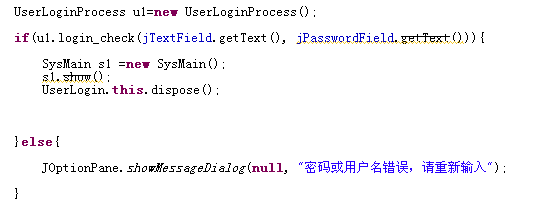 UserLoginProcess u1=new UserLoginProcess();
if(u1.login_check(jTextField.getText(), jPasswordField.getText())){
SysMain s1 =new SysMain();
s1.show();
UserLogin.this.dispose();
}else{
JOptionPane.showMessageDialog(null, "密码或用户名错误，请重新输入");
}